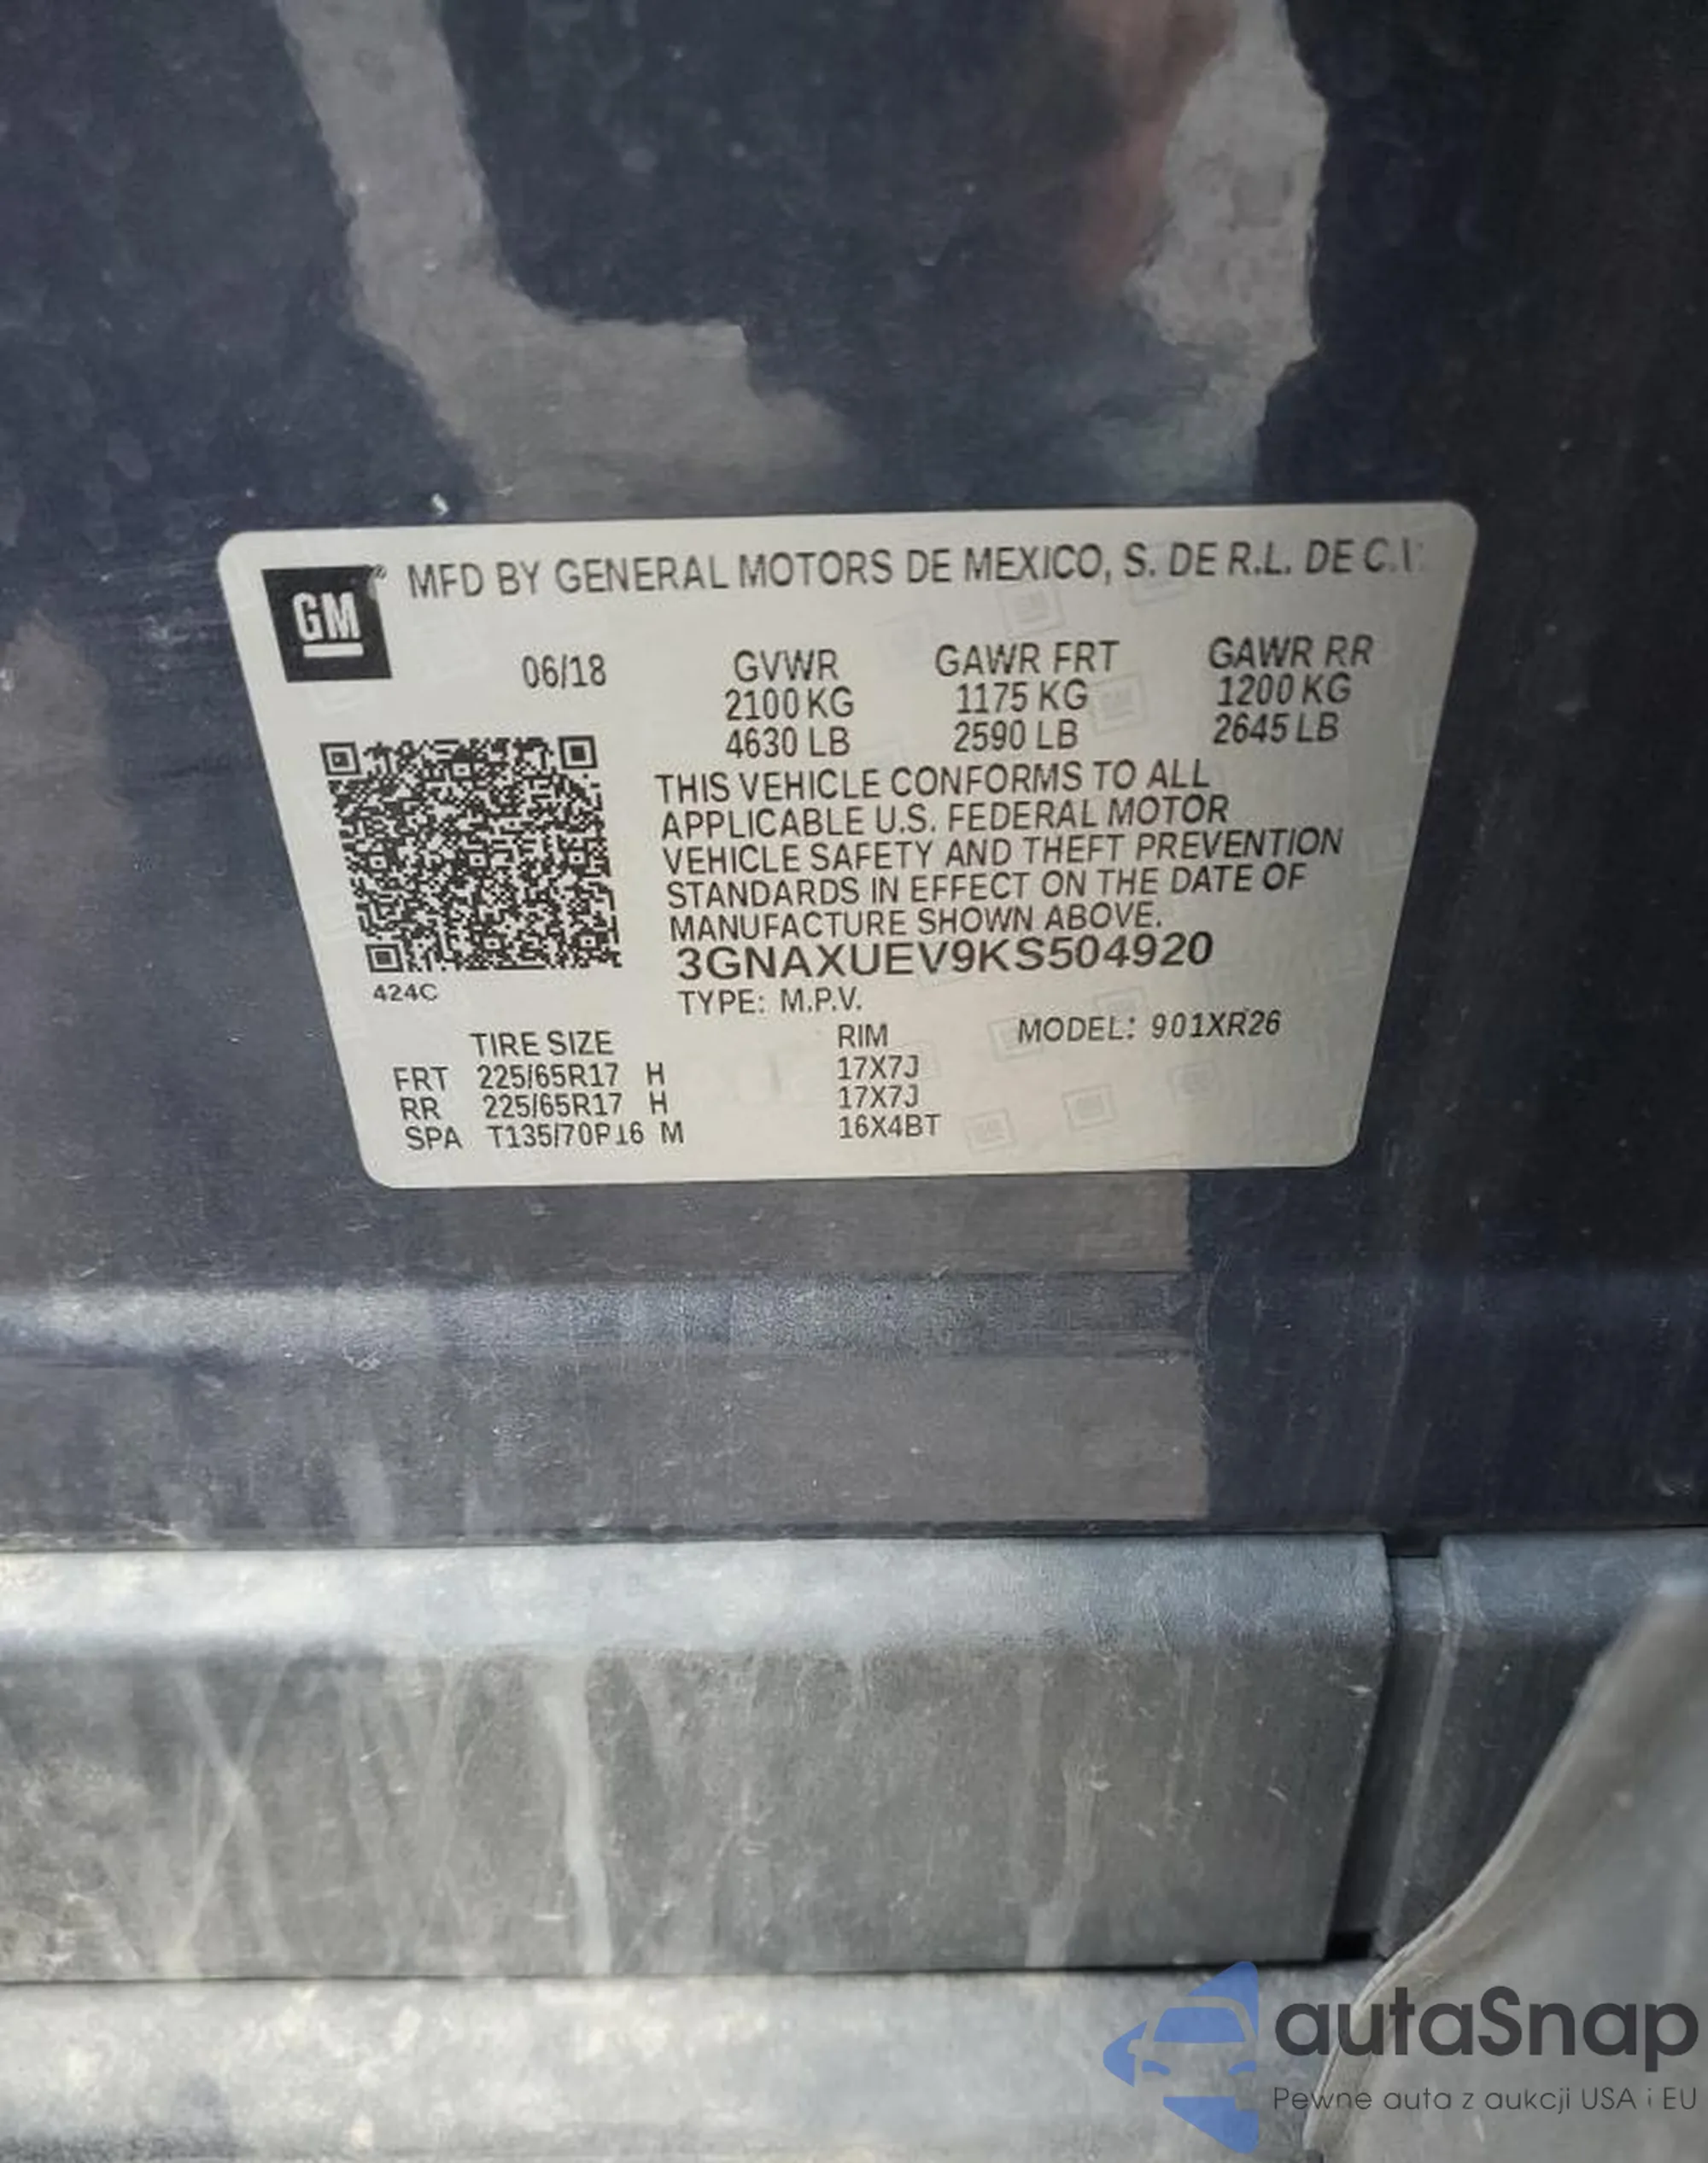 GM® MFD BY GENERAL MOTORS DE MEXICO, S. DE R.L. DE C.V.
06/18 GVWR GAWR FRT GAWR RR
2100 KG 1175 KG 1200 KG
4630 LB 2590 LB 2645 LB
THIS VEHICLE CONFORMS TO ALL
APPLICABLE U.S. FEDERAL MOTOR
VEHICLE SAFETY AND THEFT PREVENTION
STANDARDS IN EFFECT ON THE DATE OF
MANUFACTURE SHOWN ABOVE.
3GNAXUEV9KS504920
424C
TYPE: M.P.V.
TIRE SIZE RIM MODEL: 901XR26
FRT 225/65R17 H 17X7J
RR 225/65R17 H 17X7J
SPA T135/70R16 M 16X4BT
autaSnap
Pewne auta z aukcji USA i EU